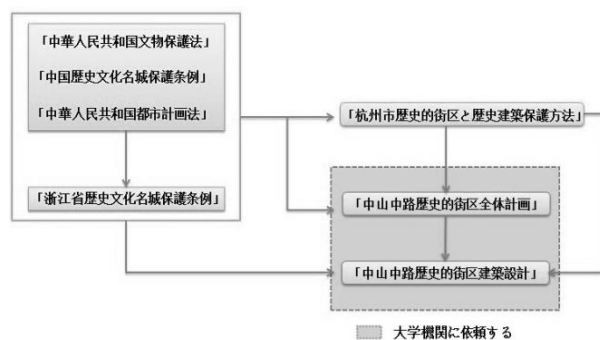 「中華人民共和国文物保護法」
「中国歴史文化名城保護条例」
「中華人民共和国都市計画法」
「浙江省歴史文化名城保護条例」
「杭州市歴史的街区と歴史建築保護方法」
「中山中路歴史的街区全体計画」
「中山中路歴史的街区建築設計」
大学機関に依頼する